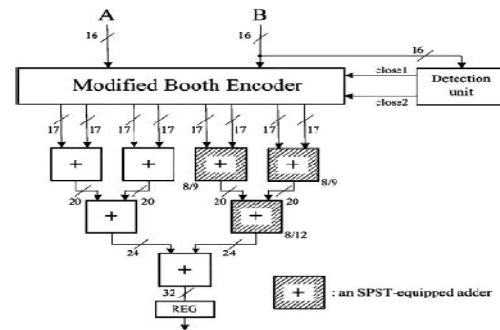 A B
16 16 16
Modified Booth Encoder
close1
close2
Detection
unit
17 17 17 17 17 17 17 17
+ + + +
8/9 8/9
20 20 20 20
+ +
8/12
24 24
+
32
REG
+ : an SPST-equipped adder